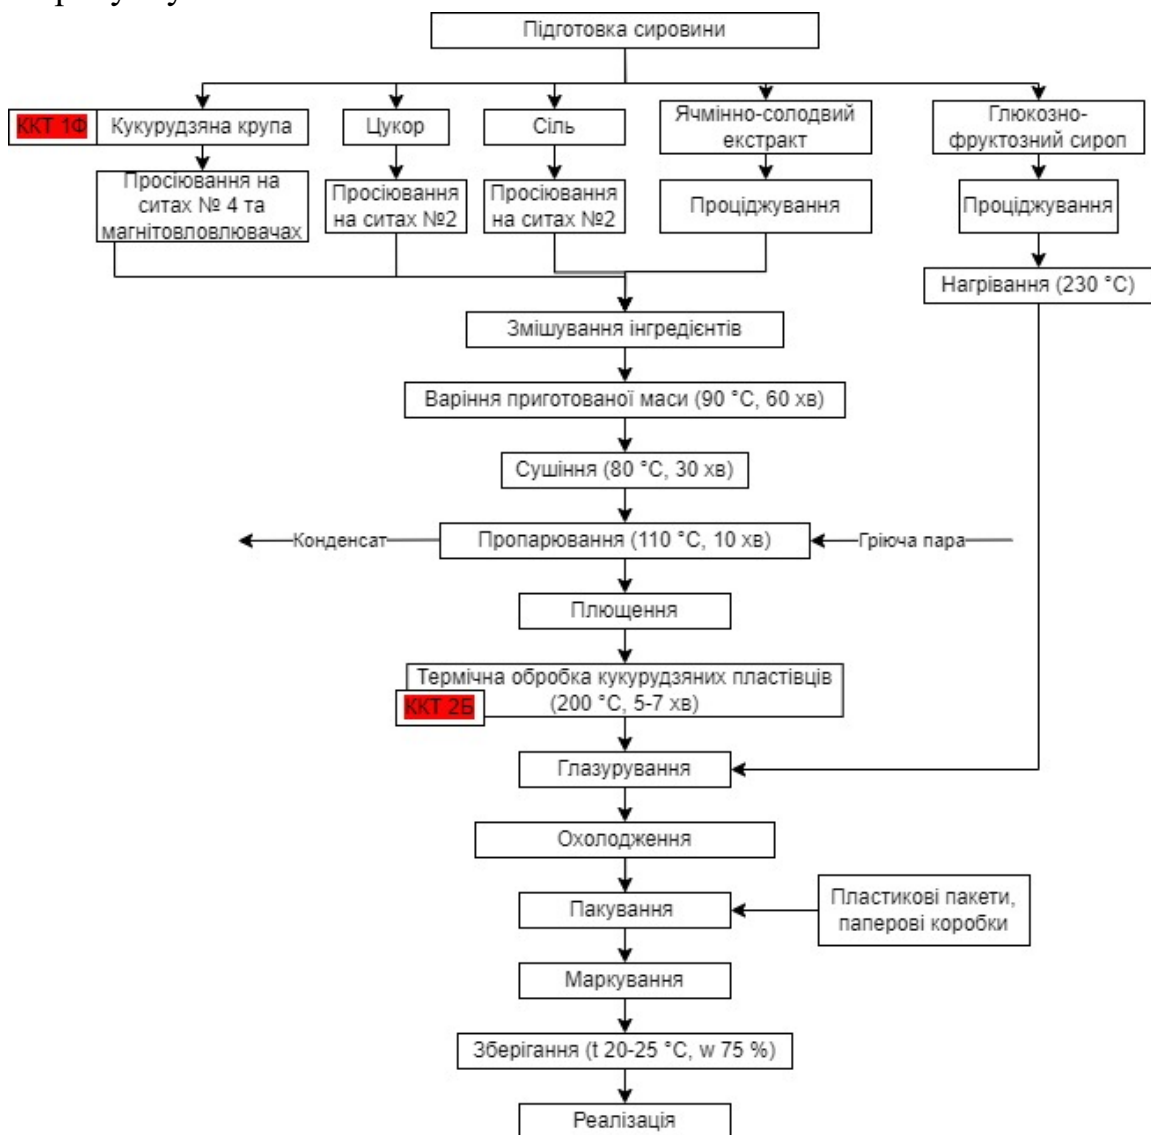 Підготовка сировини
ККТ 1Ф
Кукурудзяна крупа
Цукор
Сіль
Ячмінно-солодвий
екстракт
Глюкозно-
фруктозний сироп
Просіювання на
ситах № 4 та
магнітовловлювачах
Просіювання
на ситах №2
Просіювання
на ситах №2
Проціджування
Проціджування
Нагрівання (230 °C)
Змішування інгредієнтів
Варіння приготованої маси (90 °C, 60 хв)
Сушіння (80 °C, 30 хв)
Конденсат
Пропарювання (110 °C, 10 хв)
Гріюча пара
Плющення
Термічна обробка кукурудзяних пластівців
(200 °C, 5-7 хв)
ККТ 2Б
Глазурування
Охолодження
Пакування
Пластикові пакети,
паперові коробки
Маркування
Зберігання (t 20-25 °C, w 75 %)
Реалізація